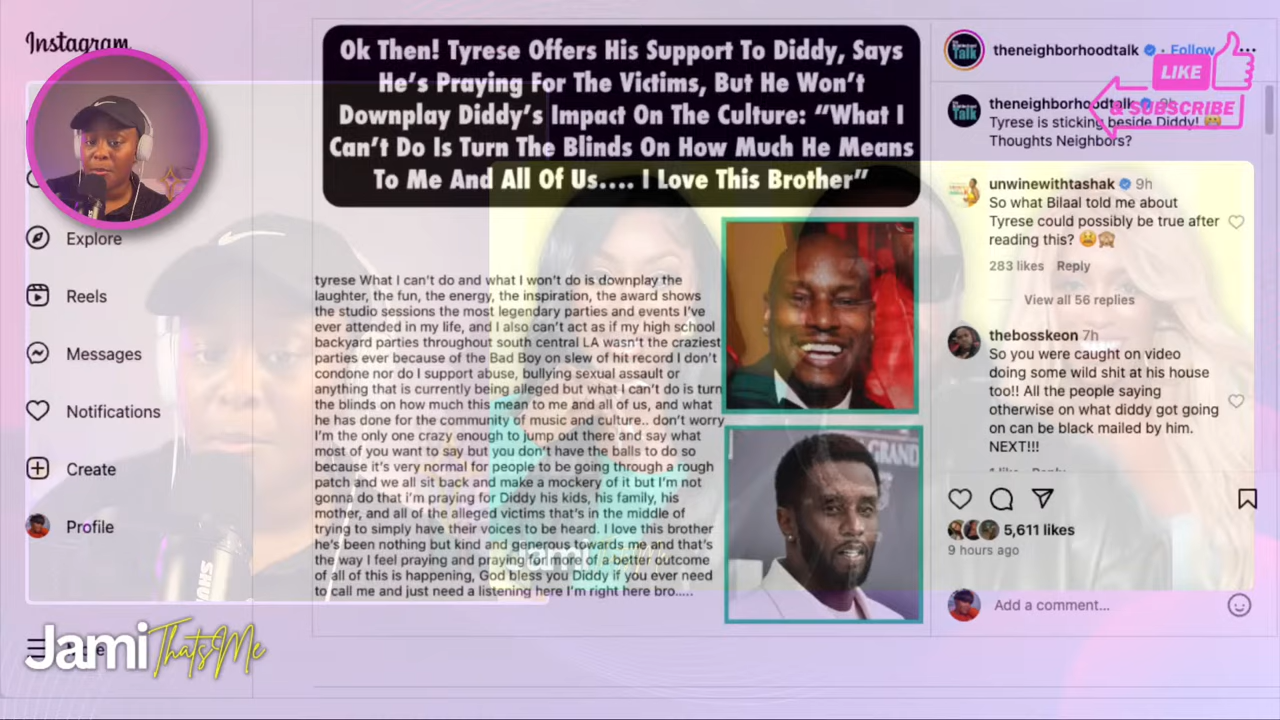 Instagram
Explore
Reels
Messages
Notifications
Create
Profile
Jami ThatsMe
Ok Then! Tyrese Offers His Support To Diddy, Says
He's Praying For The Victims, But He Won't
Downplay Diddy's Impact On The Culture: “What I
Can't Do Is Turn The Blinds On How Much He Means
To Me And All Of Us.... I Love This Brother”
tyrese What I can't do and what I won't do is downplay the
laughter, the fun, the energy, the inspiration, the award shows
the studio sessions the most legendary parties and events I've
ever attended in my life, and I also can't act as if my high school
backyard parties throughout south central LA wasn't the craziest
parties ever because of the Bad Boy on slew of hit record I don't
condone nor do I support abuse, bullying sexual assault or
anything that is currently being alleged but what I can't do is turn
the blinds on how much this mean to me and all of us, and what
he has done for the community of music and culture.. don't worry
I'm the only one crazy enough to jump out there and say what
most of you want to say but you don't have the balls to do so
because it's very normal for people to be going through a rough
patch and we all sit back and make a mockery of it but I'm not
gonna do that i'm praying for Diddy his kids, his family, his
mother, and all of the alleged victims that's in the middle of
trying to simply have their voices to be heard. I love this brother
he's been nothing but kind and generous towards me and that's
the way I feel praying and praying for more of a better outcome
of all of this is happening, God bless you Diddy if you ever need
to call me and just need a listening here I'm right here bro.....
GRAND
theneighborhoodtalk · Follow
LIKE
& SUBSCRIBE
theneighborhoodtalk 9h
Tyrese is sticking beside Diddy!
Thoughts Neighbors?
unwinewithtashak 9h
So what Bilaal told me about
Tyrese could possibly be true after
reading this? 😩🙈
283 likes Reply
View all 56 replies
thebosskeon 7h
So you were caught on video
doing some wild shit at his house
too!! All the people saying
otherwise on what diddy got going
on can be black mailed by him.
NEXT!!!
5,611 likes
9 hours ago
Add a comment...